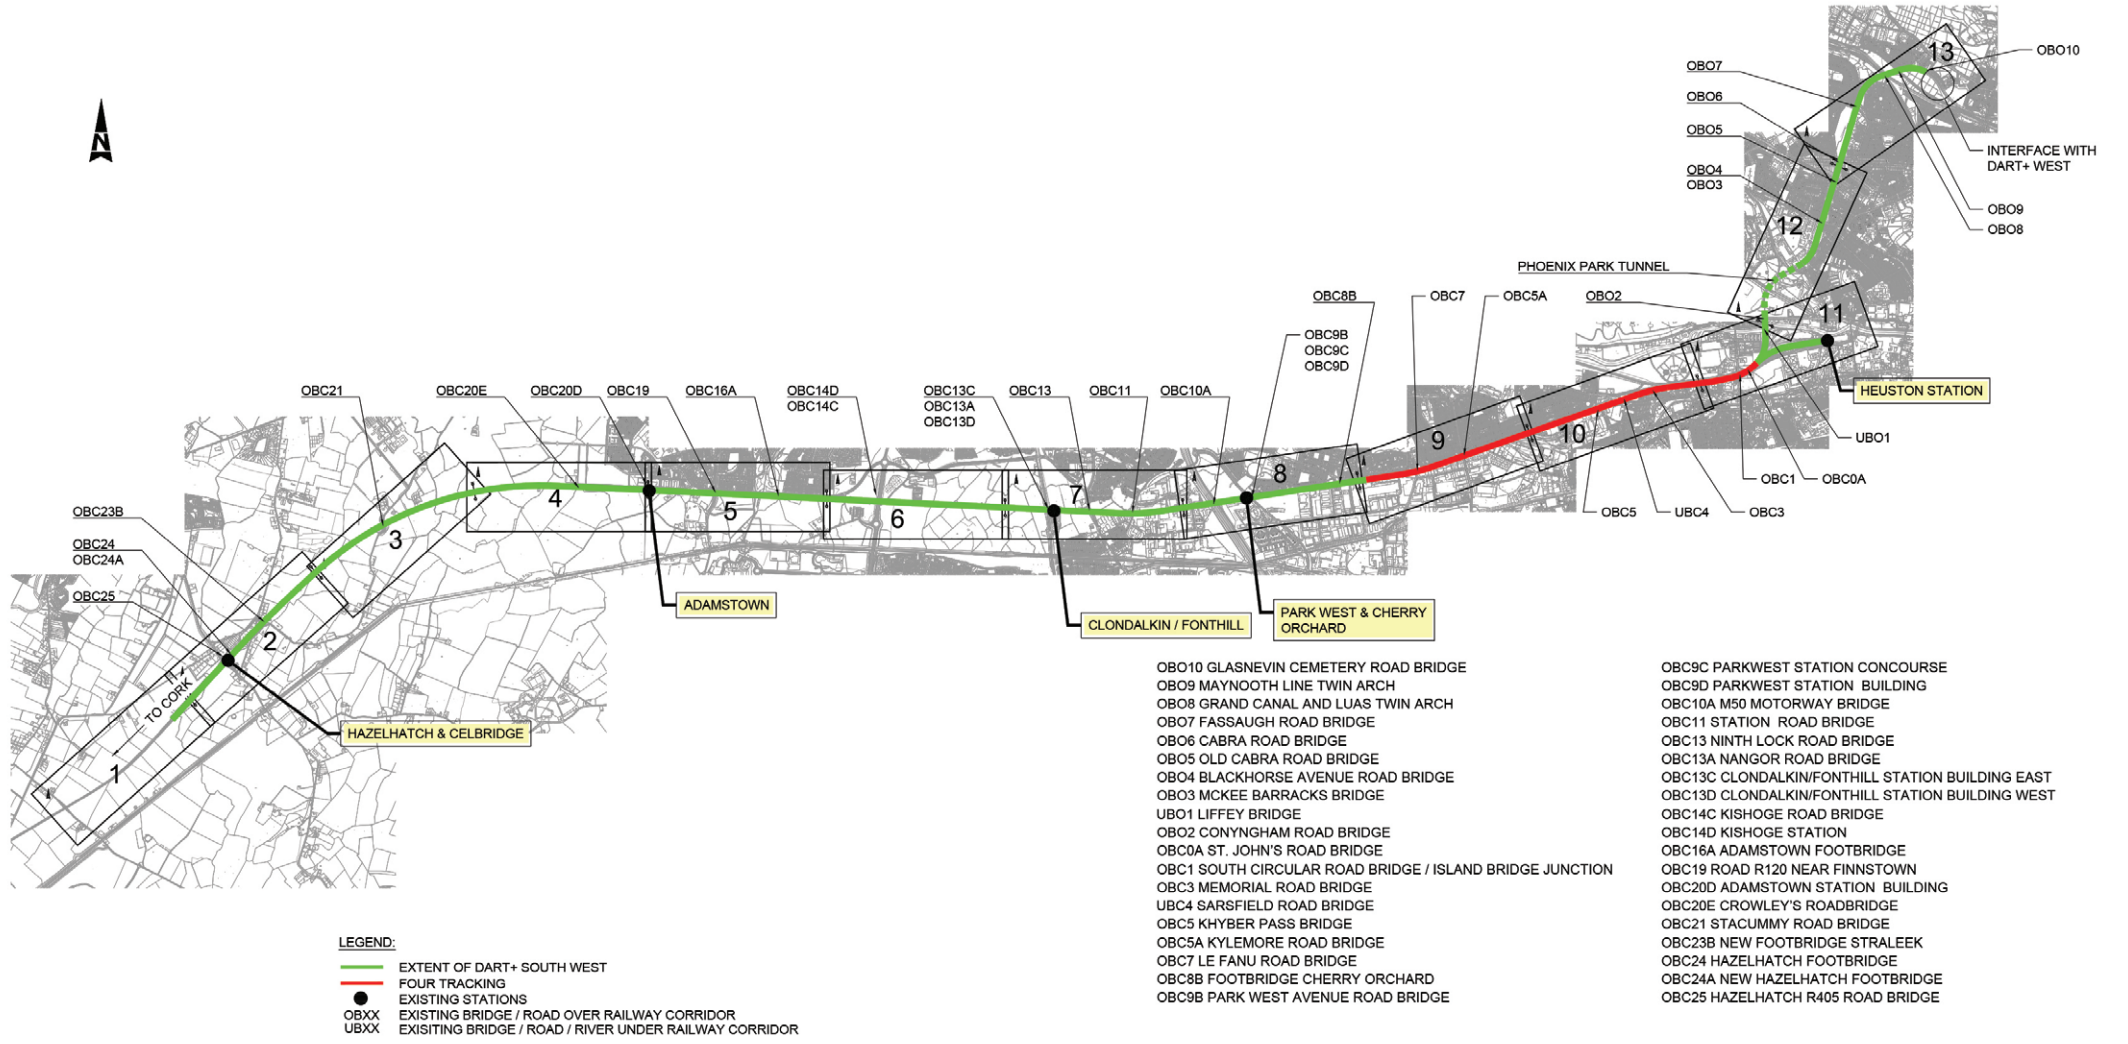 N
13
OBO10
OBO7
OBO6
OBO5
OBO4
OBO3
INTERFACE WITH
DART+ WEST
OBO9
OBO8
12
PHOENIX PARK TUNNEL
OBC8B
OBC7
OBC5A
OBO2
11
OBC9B
OBC9C
OBC9D
HEUSTON STATION
OBC21
OBC20E
OBC20D
OBC19
OBC16A
OBC14D
OBC14C
OBC13C
OBC13A
OBC13D
OBC13
OBC11
OBC10A
UBO1
9
10
8
OBC1
OBC0A
OBC5
UBC4
OBC3
4
5
6
7
3
OBC23B
OBC24
OBC24A
OBC25
2
TO CORK
1
ADAMSTOWN
CLONDALKIN / FONTHILL
PARK WEST & CHERRY
ORCHARD
HAZELHATCH & CELBRIDGE
OBO10 GLASNEVIN CEMETERY ROAD BRIDGE
OBO9 MAYNOOTH LINE TWIN ARCH
OBO8 GRAND CANAL AND LUAS TWIN ARCH
OBO7 FASSAUGH ROAD BRIDGE
OBO6 CABRA ROAD BRIDGE
OBO5 OLD CABRA ROAD BRIDGE
OBO4 BLACKHORSE AVENUE ROAD BRIDGE
OBO3 MCKEE BARRACKS BRIDGE
UBO1 LIFFEY BRIDGE
OBO2 CONYNGHAM ROAD BRIDGE
OBC0A ST. JOHN'S ROAD BRIDGE
OBC1 SOUTH CIRCULAR ROAD BRIDGE / ISLAND BRIDGE JUNCTION
OBC3 MEMORIAL ROAD BRIDGE
UBC4 SARSFIELD ROAD BRIDGE
OBC5 KHYBER PASS BRIDGE
OBC5A KYLEMORE ROAD BRIDGE
OBC7 LE FANU ROAD BRIDGE
OBC8B FOOTBRIDGE CHERRY ORCHARD
OBC9B PARK WEST AVENUE ROAD BRIDGE
OBC9C PARKWEST STATION CONCOURSE
OBC9D PARKWEST STATION BUILDING
OBC10A M50 MOTORWAY BRIDGE
OBC11 STATION ROAD BRIDGE
OBC13 NINTH LOCK ROAD BRIDGE
OBC13A NANGOR ROAD BRIDGE
OBC13C CLONDALKIN/FONTHILL STATION BUILDING EAST
OBC13D CLONDALKIN/FONTHILL STATION BUILDING WEST
OBC14C KISHOGE ROAD BRIDGE
OBC14D KISHOGE STATION
OBC16A ADAMSTOWN FOOTBRIDGE
OBC19 ROAD R120 NEAR FINNSTOWN
OBC20D ADAMSTOWN STATION BUILDING
OBC20E CROWLEY'S ROADBRIDGE
OBC21 STACUMMY ROAD BRIDGE
OBC23B NEW FOOTBRIDGE STRALEEK
OBC24 HAZELHATCH FOOTBRIDGE
OBC24A NEW HAZELHATCH FOOTBRIDGE
OBC25 HAZELHATCH R405 ROAD BRIDGE
LEGEND:
EXTENT OF DART+ SOUTH WEST
FOUR TRACKING
EXISTING STATIONS
OBXX EXISTING BRIDGE / ROAD OVER RAILWAY CORRIDOR
UBXX EXISITING BRIDGE / ROAD / RIVER UNDER RAILWAY CORRIDOR